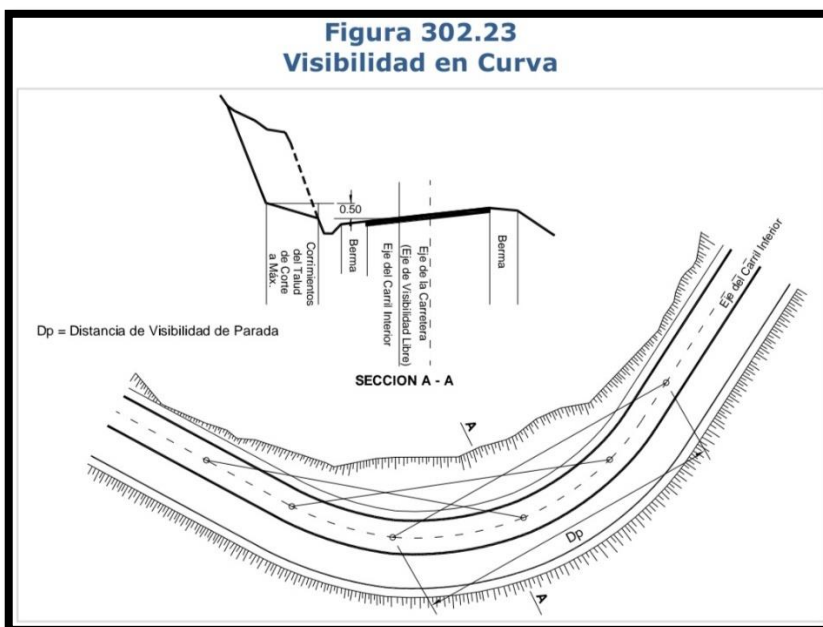 Figura 302.23
Visibilidad en Curva
0.50
Corrimientos
del Talud
de Corte
a Máx.
Berma
Eje del Carril Interior
(Eje de Visibilidad Libre)
Eje de la Carretera
Berma
Dp = Distancia de Visibilidad de Parada
SECCION A - A
Eje del Carril Inferior
A
Dp
A